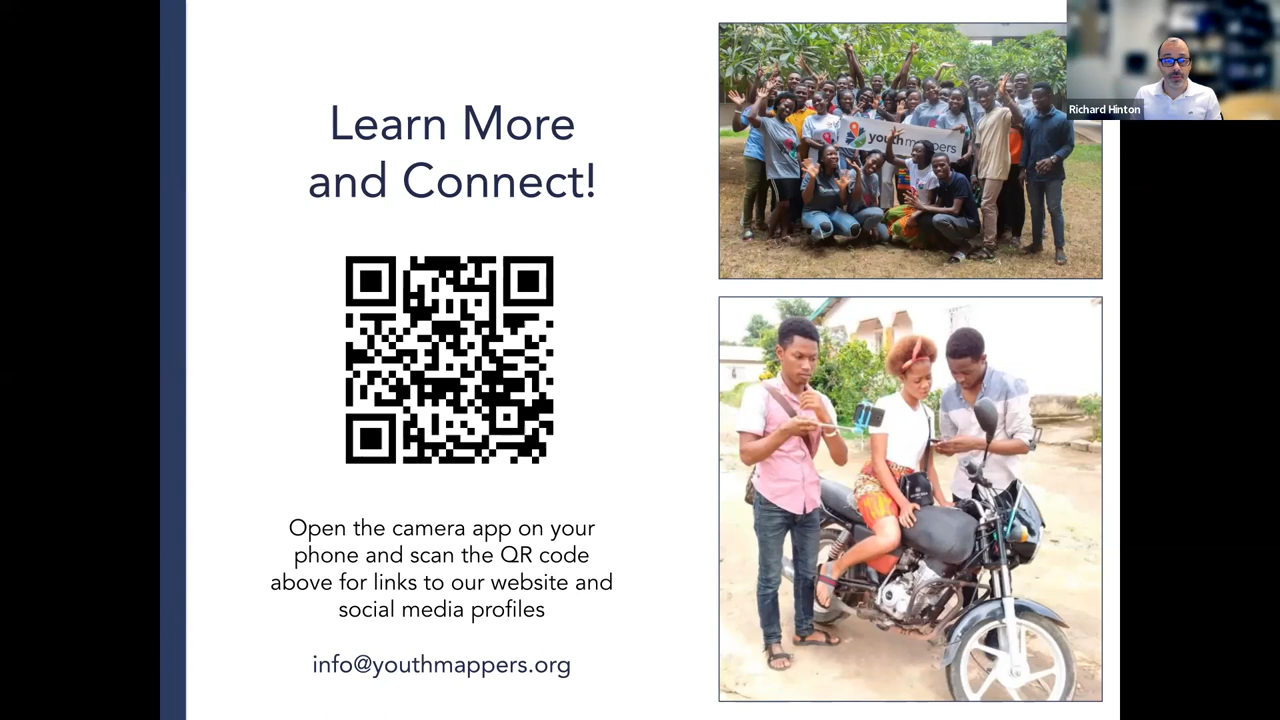 Learn More
and Connect!
Open the camera app on your
phone and scan the QR code
above for links to our website and
social media profiles
info@youthmappers.org
youthmappers
Richard Hinton